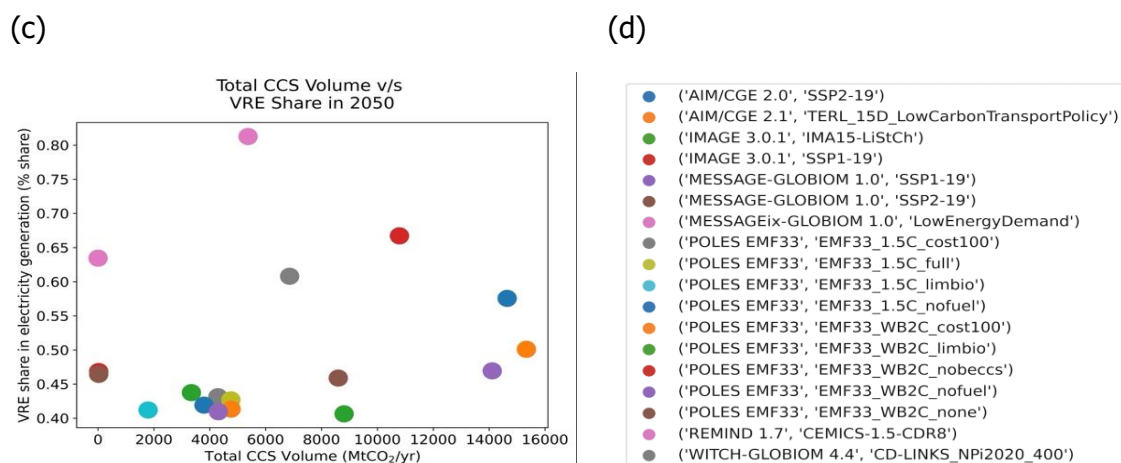 (c)
Total CCS Volume v/s
VRE Share in 2050
VRE share in electricity generation (% share)
0.80
0.75
0.70
0.65
0.60
0.55
0.50
0.45
0.40
0 2000 4000 6000 8000 10000 12000 14000 16000
Total CCS Volume (MtCO₂/yr)
(d)
('AIM/CGE 2.0', 'SSP2-19')
('AIM/CGE 2.1', 'TERL_15D_LowCarbonTransportPolicy')
('IMAGE 3.0.1', 'IMA15-LiStCh')
('IMAGE 3.0.1', 'SSP1-19')
('MESSAGE-GLOBIOM 1.0', 'SSP1-19')
('MESSAGE-GLOBIOM 1.0', 'SSP2-19')
('MESSAGEix-GLOBIOM 1.0', 'LowEnergyDemand')
('POLES EMF33', 'EMF33_1.5C_cost100')
('POLES EMF33', 'EMF33_1.5C_full')
('POLES EMF33', 'EMF33_1.5C_limbio')
('POLES EMF33', 'EMF33_1.5C_nofuel')
('POLES EMF33', 'EMF33_WB2C_cost100')
('POLES EMF33', 'EMF33_WB2C_limbio')
('POLES EMF33', 'EMF33_WB2C_nobeccs')
('POLES EMF33', 'EMF33_WB2C_nofuel')
('POLES EMF33', 'EMF33_WB2C_none')
('REMIND 1.7', 'CEMICS-1.5-CDR8')
('WITCH-GLOBIOM 4.4', 'CD-LINKS_NPi2020_400')